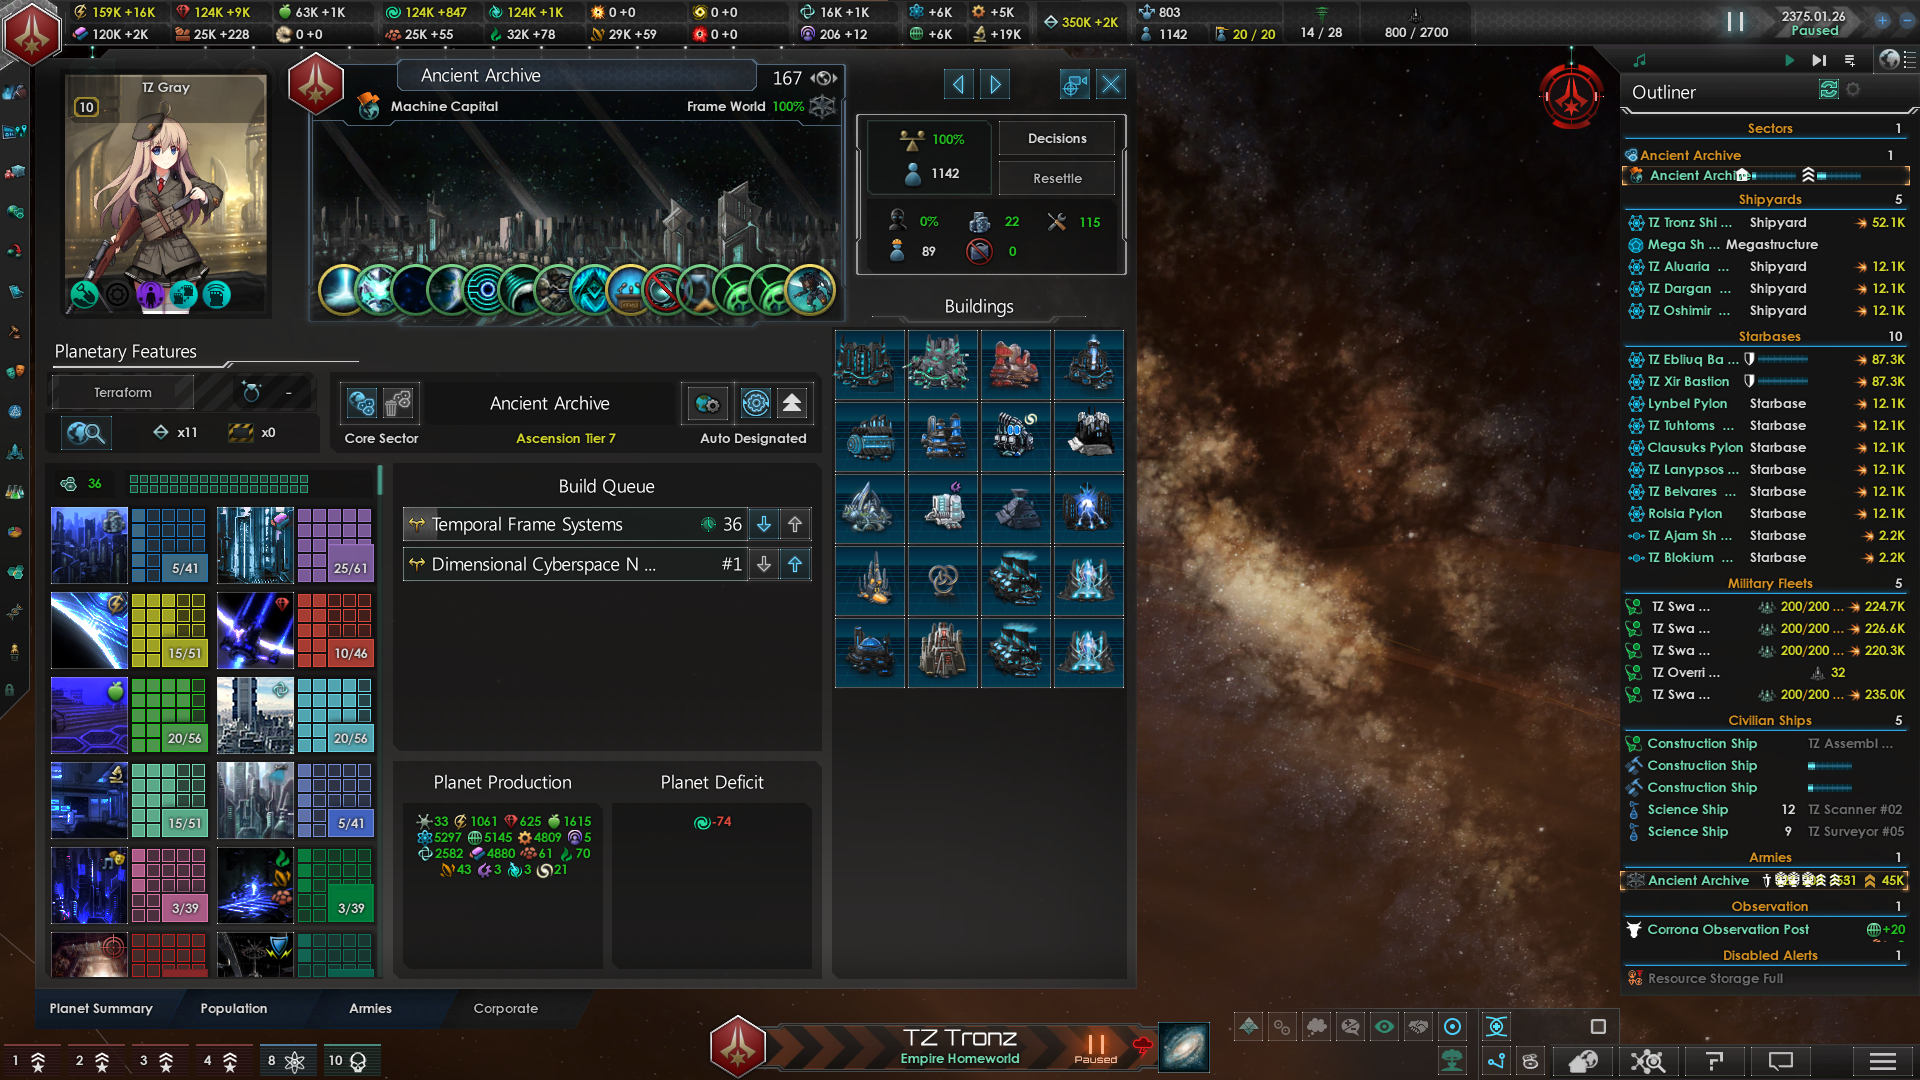 159K +16K
124K +9K
63K +1K
124K +847
124K +1K
0 +0
0 +0
16K +1K
+6K
+5K
350K +2K
803
120K +2K
25K +228
0 +0
25K +55
32K +78
29K +59
0 +0
206 +12
+6K
+19K
1142
20 / 20
14 / 28
800 / 2700
2375.01.26
Paused
TZ Gray
10
Ancient Archive
167
Machine Capital
Frame World 100%
100%
1142
Decisions
Resettle
0%
22
115
89
0
Buildings
Planetary Features
Terraform
-
x11
x0
Core Sector
Ancient Archive
Ascension Tier 7
Auto Designated
36
5/41
25/61
15/51
10/46
20/56
20/56
15/51
5/41
3/39
3/39
Build Queue
Temporal Frame Systems
36
Dimensional Cyberspace N ...
#1
Planet Production
33 1061 625 1615
5297 5145 4809 5
2582 4880 61 70
43 3 3 21
Planet Deficit
-74
Planet Summary
Population
Armies
Corporate
1
2
3
4
8
10
TZ Tronz
Empire Homeworld
Paused
Outliner
Sectors 1
Ancient Archive 1
Shipyards 5
TZ Tronz Shi ... Shipyard 52.1K
Mega Sh ... Megastructure
TZ Aluaria ... Shipyard 12.1K
TZ Dargan ... Shipyard 12.1K
TZ Oshimir ... Shipyard 12.1K
Starbases 10
TZ Ebliuq Ba ... 87.3K
TZ Xir Bastion 87.3K
Lynbel Pylon Starbase 12.1K
TZ Tuhtoms ... Starbase 12.1K
Clausuks Pylon Starbase 12.1K
TZ Lanypsos ... Starbase 12.1K
TZ Belvares ... Starbase 12.1K
Rolsia Pylon Starbase 12.1K
TZ Ajam Sh ... Starbase 2.2K
TZ Blokium ... Starbase 2.2K
Military Fleets 5
TZ Swa ... 200/200 ... 224.7K
TZ Swa ... 200/200 ... 226.6K
TZ Swa ... 200/200 ... 220.3K
TZ Overri ... 32
TZ Swa ... 200/200 ... 235.0K
Civilian Ships 5
Construction Ship TZ Assembl ...
Construction Ship
Construction Ship
Science Ship 12 TZ Scanner #02
Science Ship 9 TZ Surveyor #05
Armies 1
Ancient Archive 45K
Observation 1
Corrona Observation Post +20
Disabled Alerts 1
Resource Storage Full